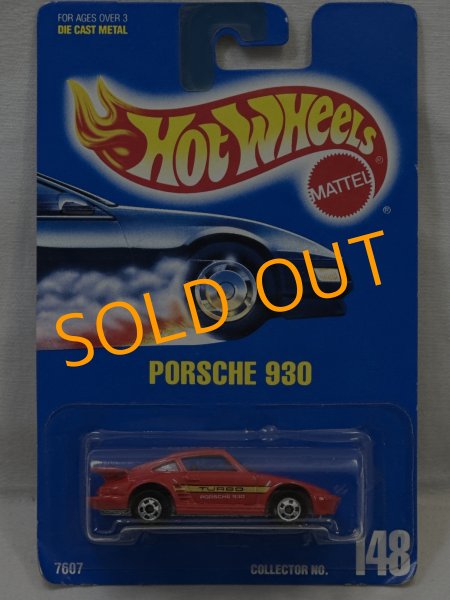 FOR AGES OVER 3
DIE CAST METAL
HOT WHEELS
®
MATTEL
®
SOLD OUT
PORSCHE 930
TURBO
PORSCHE 930
7607
COLLECTOR NO. 148